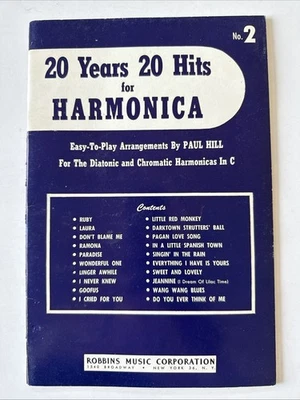 No. 2
20 Years 20 Hits
for
HARMONICA
Easy-To-Play Arrangements By PAUL HILL
For The Diatonic and Chromatic Harmonicas In C
Contents
• RUBY
• LAURA
• DON'T BLAME ME
• RAMONA
• PARADISE
• WONDERFUL ONE
• LINGER AWHILE
• I NEVER KNEW
• GOOFUS
• I CRIED FOR YOU
• LITTLE RED MONKEY
• DARKTOWN STRUTTERS' BALL
• PAGAN LOVE SONG
• IN A LITTLE SPANISH TOWN
• SINGIN' IN THE RAIN
• EVERYTHING I HAVE IS YOURS
• SWEET AND LOVELY
• JEANNINE (I Dream Of Lilac Time)
• WANG WANG BLUES
• DO YOU EVER THINK OF ME
ROBBINS MUSIC CORPORATION
1540 BROADWAY • NEW YORK 36, N. Y.